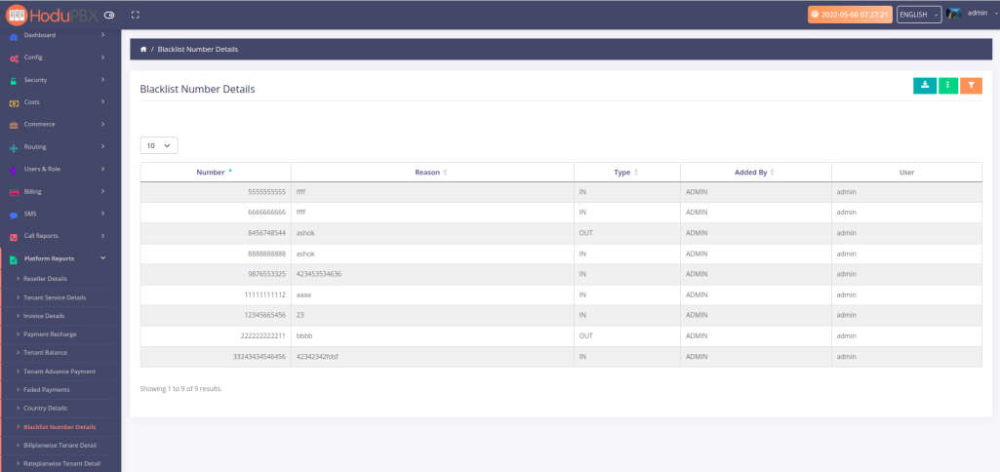 HoduPBX
2022-05-08 07:27:21 ENGLISH admin
Dashboard
Config
Security
Costs
Commerce
Routing
Users & Role
Billing
SMS
Call Reports
Platform Reports
Reseller Details
Tenant Service Details
Invoice Details
Payment Recharge
Tenant Balance
Tenant Advance Payment
Failed Payments
Country Details
Blacklist Number Details
Billplanwise Tenant Detail
Rateplanwise Tenant Detail
/ Blacklist Number Details
Blacklist Number Details
10
Number Reason Type Added By User
5555555555 ffff IN ADMIN admin
6666666666 ffff IN ADMIN admin
8456748544 ashok OUT ADMIN admin
8888888888 ashok IN ADMIN admin
9876553325 423453534636 IN ADMIN admin
11111111112 aaaa IN ADMIN admin
12345665456 23 IN ADMIN admin
222222222211 bbbb OUT ADMIN admin
33243434546456 IN ADMIN admin
Showing 1 to 9 of 9 results.